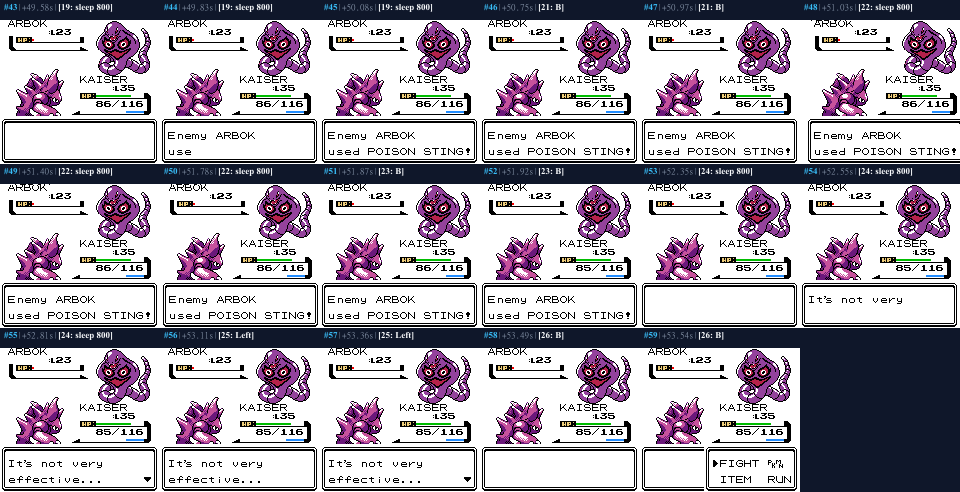 #43|+49.58s| [19: sleep 800]
ARBOK
:L23
HP:
KAISER
:L35
HP:
86/116
#44|+49.83s| [19: sleep 800]
ARBOK
:L23
HP:
KAISER
:L35
HP:
86/116
Enemy ARBOK
use
#45|+50.08s| [19: sleep 800]
ARBOK
:L23
HP:
KAISER
:L35
HP:
86/116
Enemy ARBOK
used POISON STING!
#46|+50.75s| [21: B]
ARBOK
:L23
HP:
KAISER
:L35
HP:
86/116
Enemy ARBOK
used POISON STING!
#47|+50.97s| [21: B]
ARBOK
:L23
HP:
KAISER
:L35
HP:
86/116
Enemy ARBOK
used POISON STING!
#48|+51.03s| [22: sleep 800]
ARBOK
:L23
HP:
KAISER
:L35
HP:
86/116
Enemy ARBOK
used POISON STING!
#49|+51.40s| [22: sleep 800]
ARBOK
:L23
HP:
KAISER
:L35
HP:
86/116
Enemy ARBOK
used POISON STING!
#50|+51.78s| [22: sleep 800]
ARBOK
:L23
HP:
KAISER
:L35
HP:
86/116
Enemy ARBOK
used POISON STING!
#51|+51.87s| [23: B]
ARBOK
:L23
HP:
KAISER
:L35
HP:
86/116
Enemy ARBOK
used POISON STING!
#52|+51.92s| [23: B]
ARBOK
:L23
HP:
KAISER
:L35
HP:
85/116
Enemy ARBOK
used POISON STING!
#53|+52.35s| [24: sleep 800]
ARBOK
:L23
HP:
KAISER
:L35
HP:
85/116
#54|+52.55s| [24: sleep 800]
ARBOK
:L23
HP:
KAISER
:L35
HP:
85/116
It's not very
#55|+52.81s| [24: sleep 800]
ARBOK
:L23
HP:
KAISER
:L35
HP:
85/116
It's not very
effective...
#56|+53.11s| [25: Left]
ARBOK
:L23
HP:
KAISER
:L35
HP:
85/116
It's not very
effective...
#57|+53.36s| [25: Left]
ARBOK
:L23
HP:
KAISER
:L35
HP:
85/116
It's not very
effective...
#58|+53.49s| [26: B]
ARBOK
:L23
HP:
KAISER
:L35
HP:
85/116
#59|+53.54s| [26: B]
ARBOK
:L23
HP:
KAISER
:L35
HP:
85/116
FIGHT PKMN
ITEM RUN